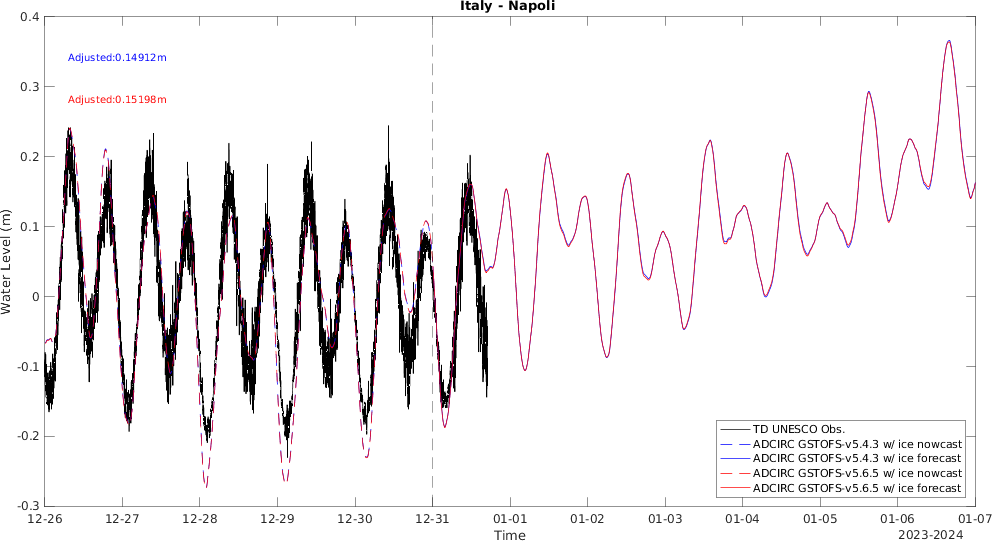 Italy - Napoli
Adjusted:0.14912m
Adjusted:0.15198m
Water Level (m)
0.4
0.3
0.2
0.1
0
-0.1
-0.2
-0.3
TD UNESCO Obs.
ADCIRC GSTOFS-v5.4.3 w/ ice nowcast
ADCIRC GSTOFS-v5.4.3 w/ ice forecast
ADCIRC GSTOFS-v5.6.5 w/ ice nowcast
ADCIRC GSTOFS-v5.6.5 w/ ice forecast
12-26 12-27 12-28 12-29 12-30 12-31 01-01 01-02 01-03 01-04 01-05 01-06 01-07
Time
2023-2024